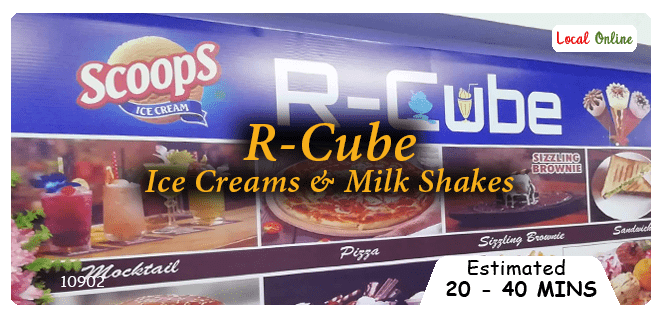 Local Online
SCOOPS
ICE CREAM
R-Cube
R-Cube
Ice Creams & Milk Shakes
SIZZLING
BROWNIE
Mocktail
Pizza
Sizzling Brownie
Sandwich
10902
Estimated
20 - 40 MINS